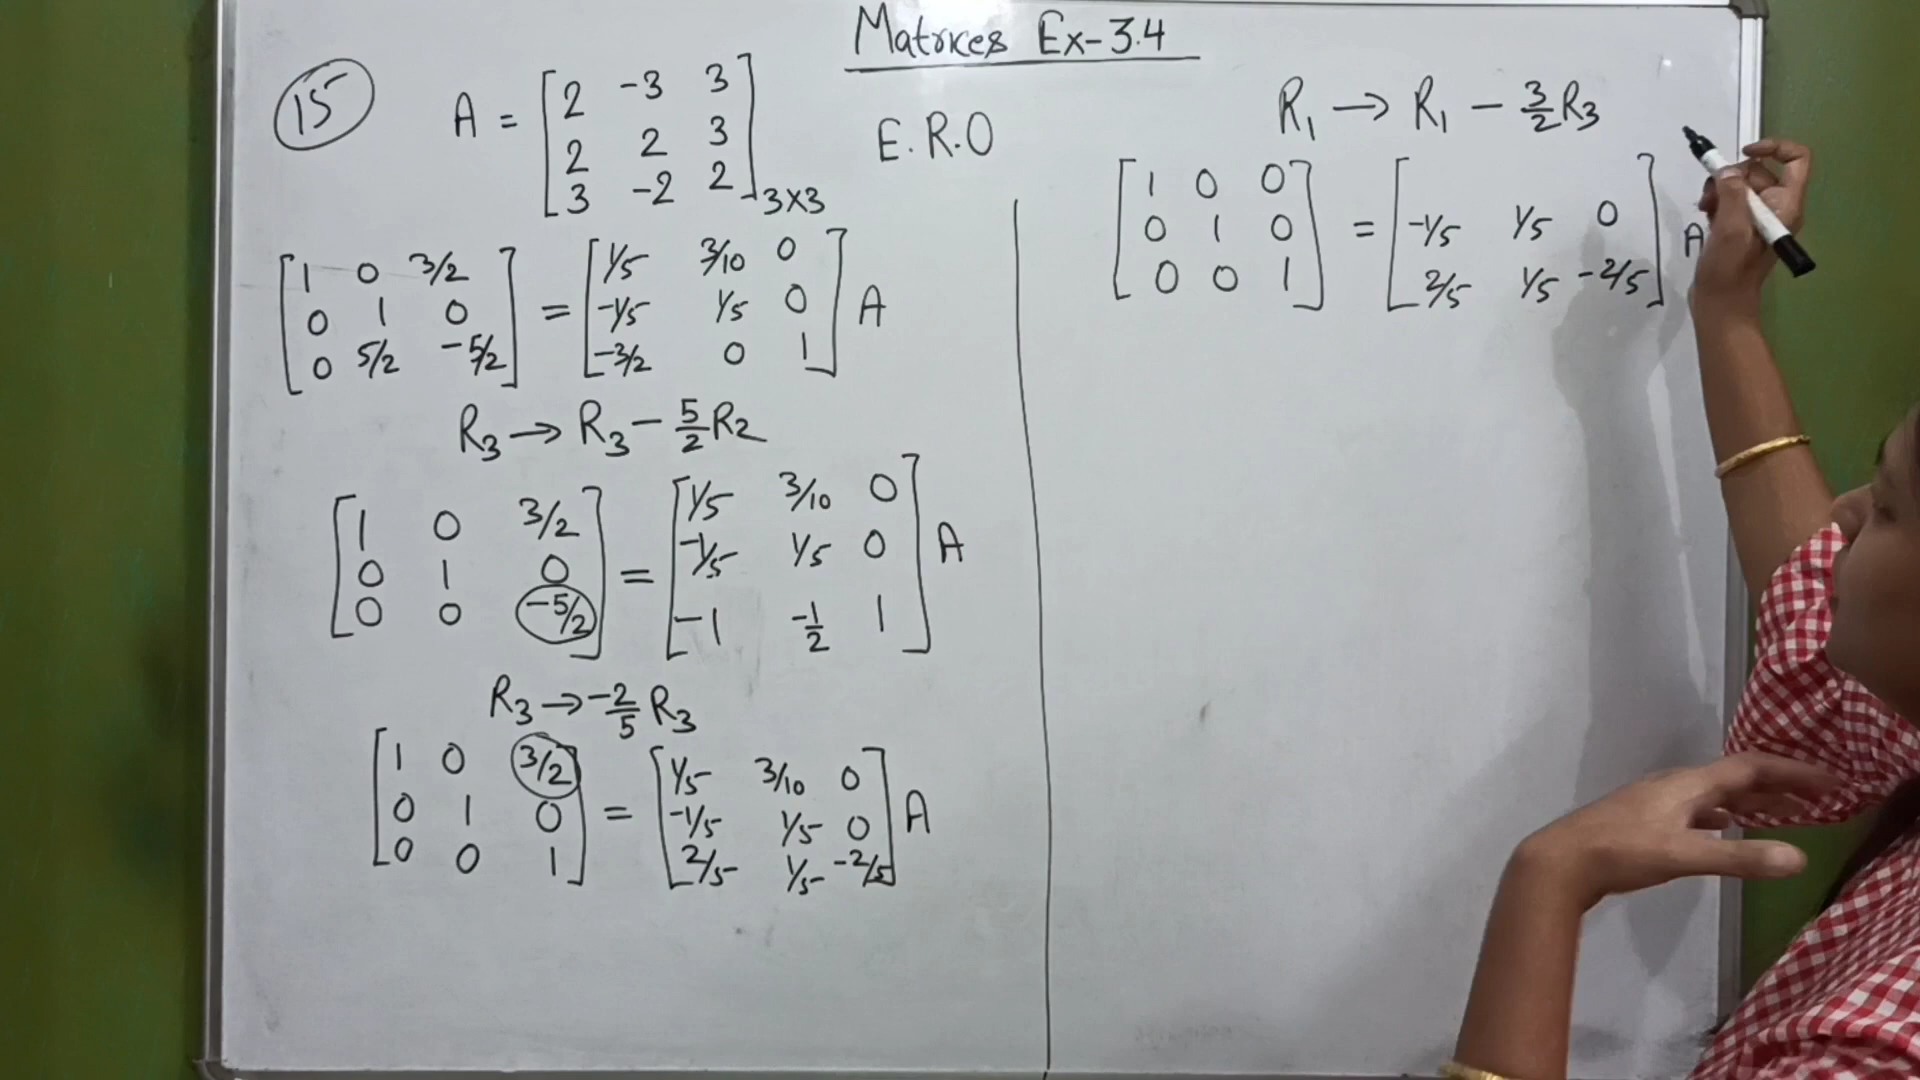 Matrices Ex-3.4
15
A = [2 -3 3
2 2 3
3 -2 2] 3×3
E.R.O
[1 0 3/2
0 1 0
0 5/2 -5/2] = [1/5 3/10 0
-1/5 1/5 0
-3/2 0 1] A
R3 → R3 - 5/2 R2
[1 0 3/2
0 1 0
0 0 -5/2] = [1/5 3/10 0
-1/5 1/5 0
-1 -1/2 1] A
R3 → -2/5 R3
[1 0 3/2
0 1 0
0 0 1] = [1/5 3/10 0
-1/5 1/5 0
2/5 1/5 -2/5] A
R1 → R1 - 3/2 R3
[1 0 0
0 1 0
0 0 1] = [
-1/5 1/5 0
2/5 1/5 -2/5] A